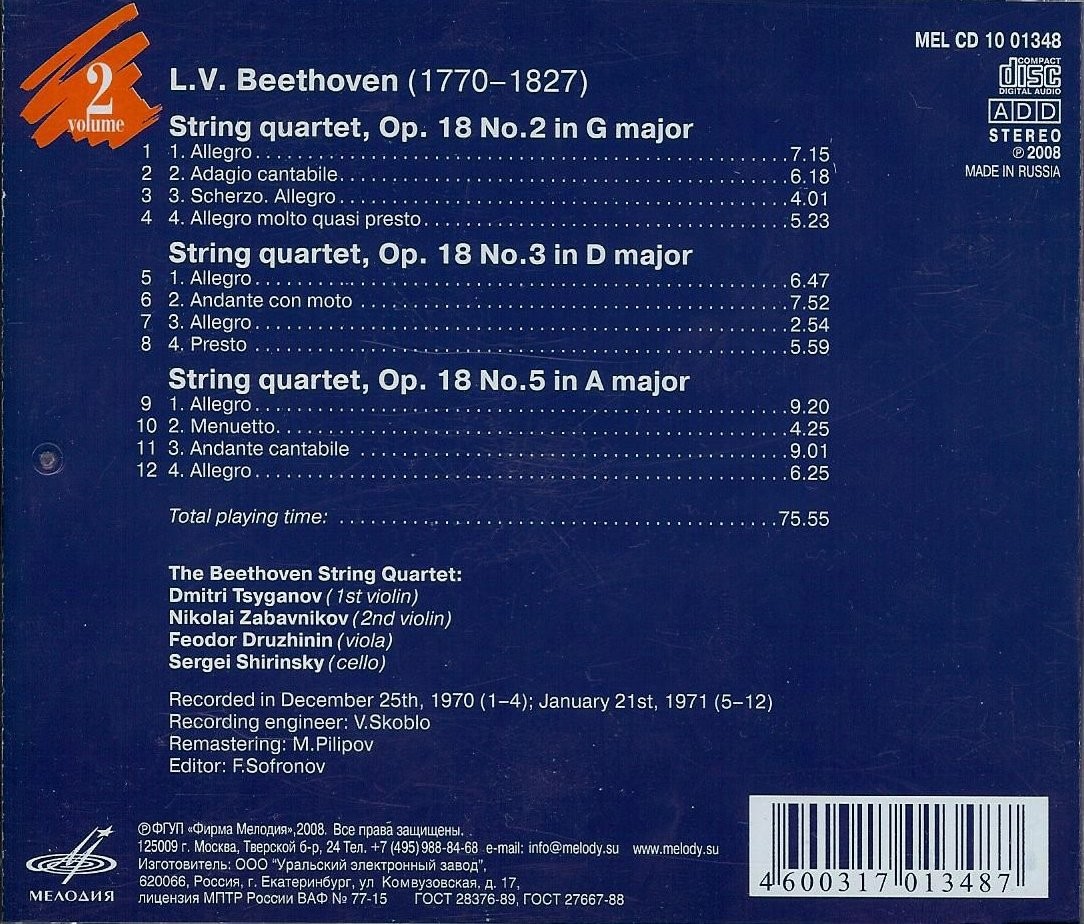 2
volume
MEL CD 10 01348
COMPACT
disc
DIGITAL AUDIO
ADD
STEREO
℗ 2008
MADE IN RUSSIA
L.V. Beethoven (1770–1827)
String quartet, Op. 18 No.2 in G major
1 1. Allegro 7.15
2 2. Adagio cantabile 6.18
3 3. Scherzo. Allegro 4.01
4 4. Allegro molto quasi presto 5.23
String quartet, Op. 18 No.3 in D major
5 1. Allegro 6.47
6 2. Andante con moto 7.52
7 3. Allegro 2.54
8 4. Presto 5.59
String quartet, Op. 18 No.5 in A major
9 1. Allegro 9.20
10 2. Menuetto 4.25
11 3. Andante cantabile 9.01
12 4. Allegro 6.25
Total playing time: 75.55
The Beethoven String Quartet:
Dmitri Tsyganov (1st violin)
Nikolai Zabavnikov (2nd violin)
Feodor Druzhinin (viola)
Sergei Shirinsky (cello)
Recorded in December 25th, 1970 (1–4); January 21st, 1971 (5–12)
Recording engineer: V.Skoblo
Remastering: M.Pilipov
Editor: F.Sofronov
МЕЛОДИЯ
℗ФГУП «Фирма Мелодия»,2008. Все права защищены.
125009 г. Москва, Тверской б-р, 24 Тел. +7 (495) 988-84-68 e-mail: info@melody.su www.melody.su
Изготовитель: ООО "Уральский электронный завод",
620066, Россия, г. Екатеринбург, ул Комвузовская, д. 17,
лицензия МПТР России ВАФ № 77-15 ГОСТ 28376-89, ГОСТ 27667-88
4 600317 013487